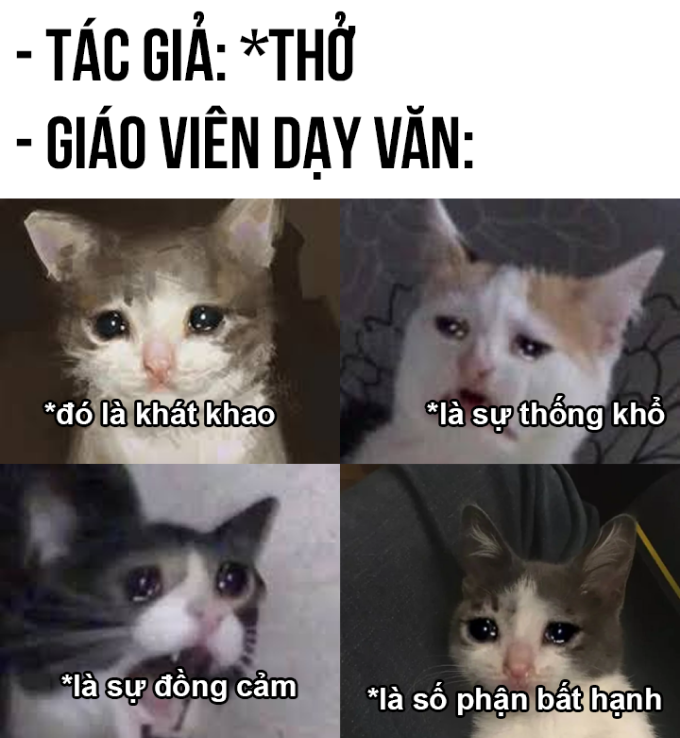 - TÁC GIẢ: *THỞ
- GIÁO VIÊN DẠY VĂN:
*đó là khát khao
*là sự thống khổ
*là sự đồng cảm
*là số phận bất hạnh